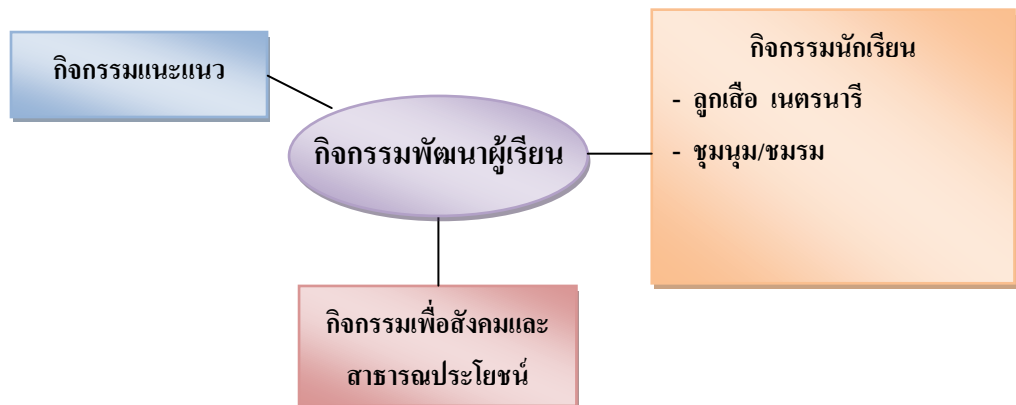 กิจกรรมแนะแนว
กิจกรรมพัฒนาผู้เรียน
กิจกรรมนักเรียน
- ลูกเสือ เนตรนารี
- ชุมนุม/ชมรม
กิจกรรมเพื่อสังคมและ
สาธารณประโยชน์